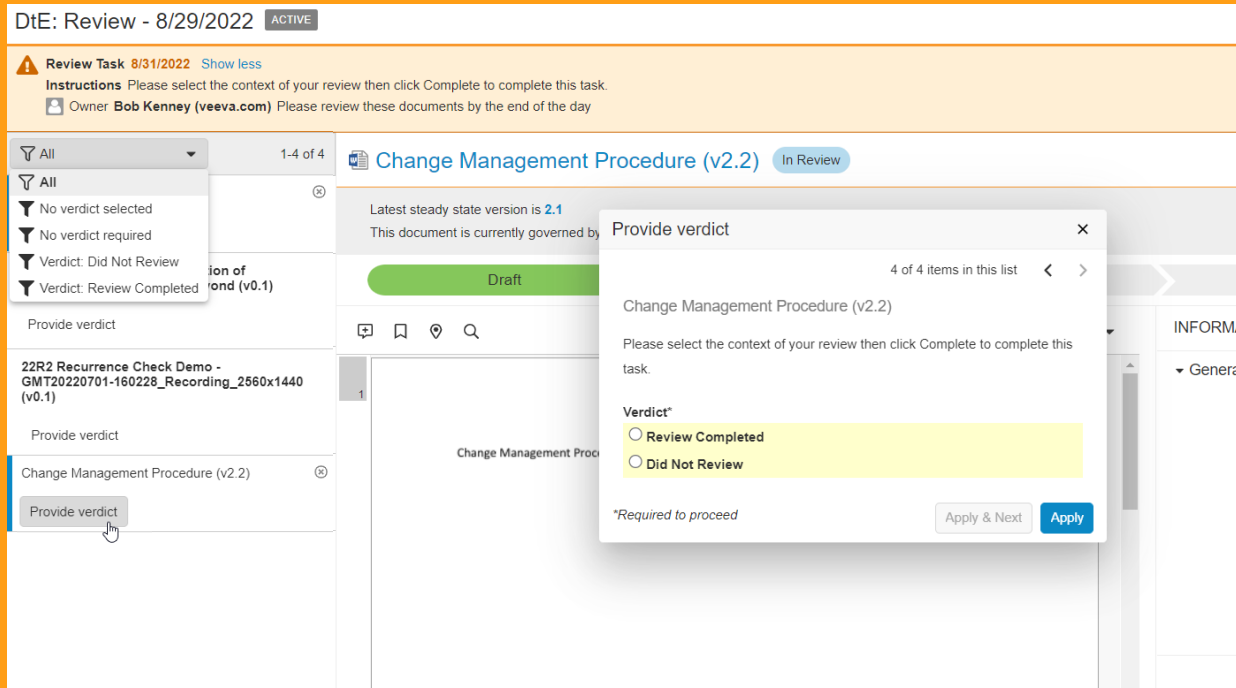 DtE: Review - 8/29/2022 ACTIVE
Review Task 8/31/2022 Show less
Instructions Please select the context of your review then click Complete to complete this task.
Owner Bob Kenney (veeva.com) Please review these documents by the end of the day
All
1-4 of 4
All
No verdict selected
No verdict required
Verdict: Did Not Review
Verdict: Review Completed
(v0.1)
Provide verdict
22R2 Recurrence Check Demo -
GMT20220701-160228_Recording_2560x1440
(v0.1)
Provide verdict
Change Management Procedure (v2.2)
Provide verdict
Change Management Procedure (v2.2) In Review
Latest steady state version is 2.1
This document is currently governed by
Draft
1
Change Management
Provide verdict
4 of 4 items in this list
Change Management Procedure (v2.2)
Please select the context of your review then click Complete to complete this
task.
Verdict*
Review Completed
Did Not Review
*Required to proceed
Apply & Next
Apply